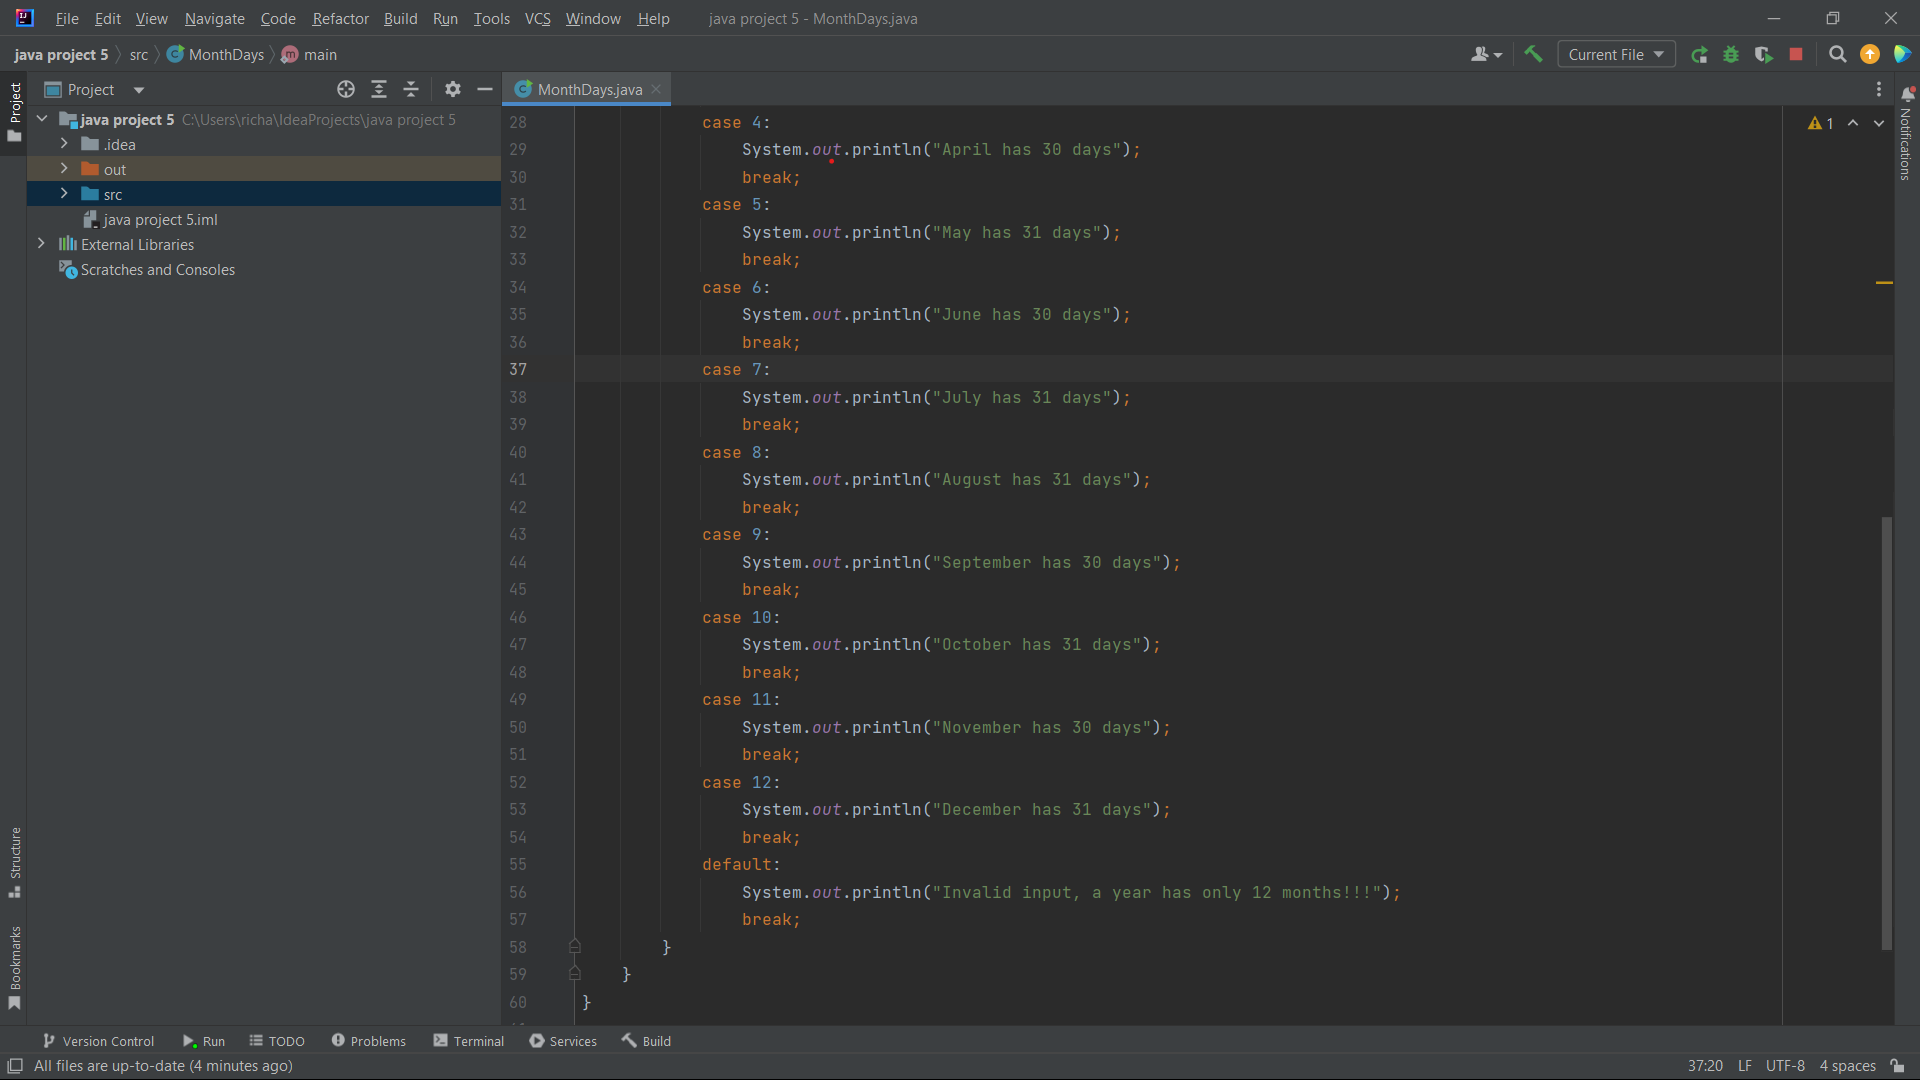 File Edit View Navigate Code Refactor Build Run Tools VCS Window Help java project 5 - MonthDays.java
java project 5 src MonthDays main
Current File
Project
Project
MonthDays.java
java project 5 C:\Users\richa\IdeaProjects\java project 5
.idea
out
src
java project 5.iml
External Libraries
Scratches and Consoles
Structure
Bookmarks
Notifications
1
28 case 4:
29 System.out.println("April has 30 days");
30 break;
31 case 5:
32 System.out.println("May has 31 days");
33 break;
34 case 6:
35 System.out.println("June has 30 days");
36 break;
37 case 7:
38 System.out.println("July has 31 days");
39 break;
40 case 8:
41 System.out.println("August has 31 days");
42 break;
43 case 9:
44 System.out.println("September has 30 days");
45 break;
46 case 10:
47 System.out.println("October has 31 days");
48 break;
49 case 11:
50 System.out.println("November has 30 days");
51 break;
52 case 12:
53 System.out.println("December has 31 days");
54 break;
55 default:
56 System.out.println("Invalid input, a year has only 12 months!!!");
57 break;
58 }
59 }
60 }
Version Control Run TODO Problems Terminal Services Build
All files are up-to-date (4 minutes ago) 37:20 LF UTF-8 4 spaces